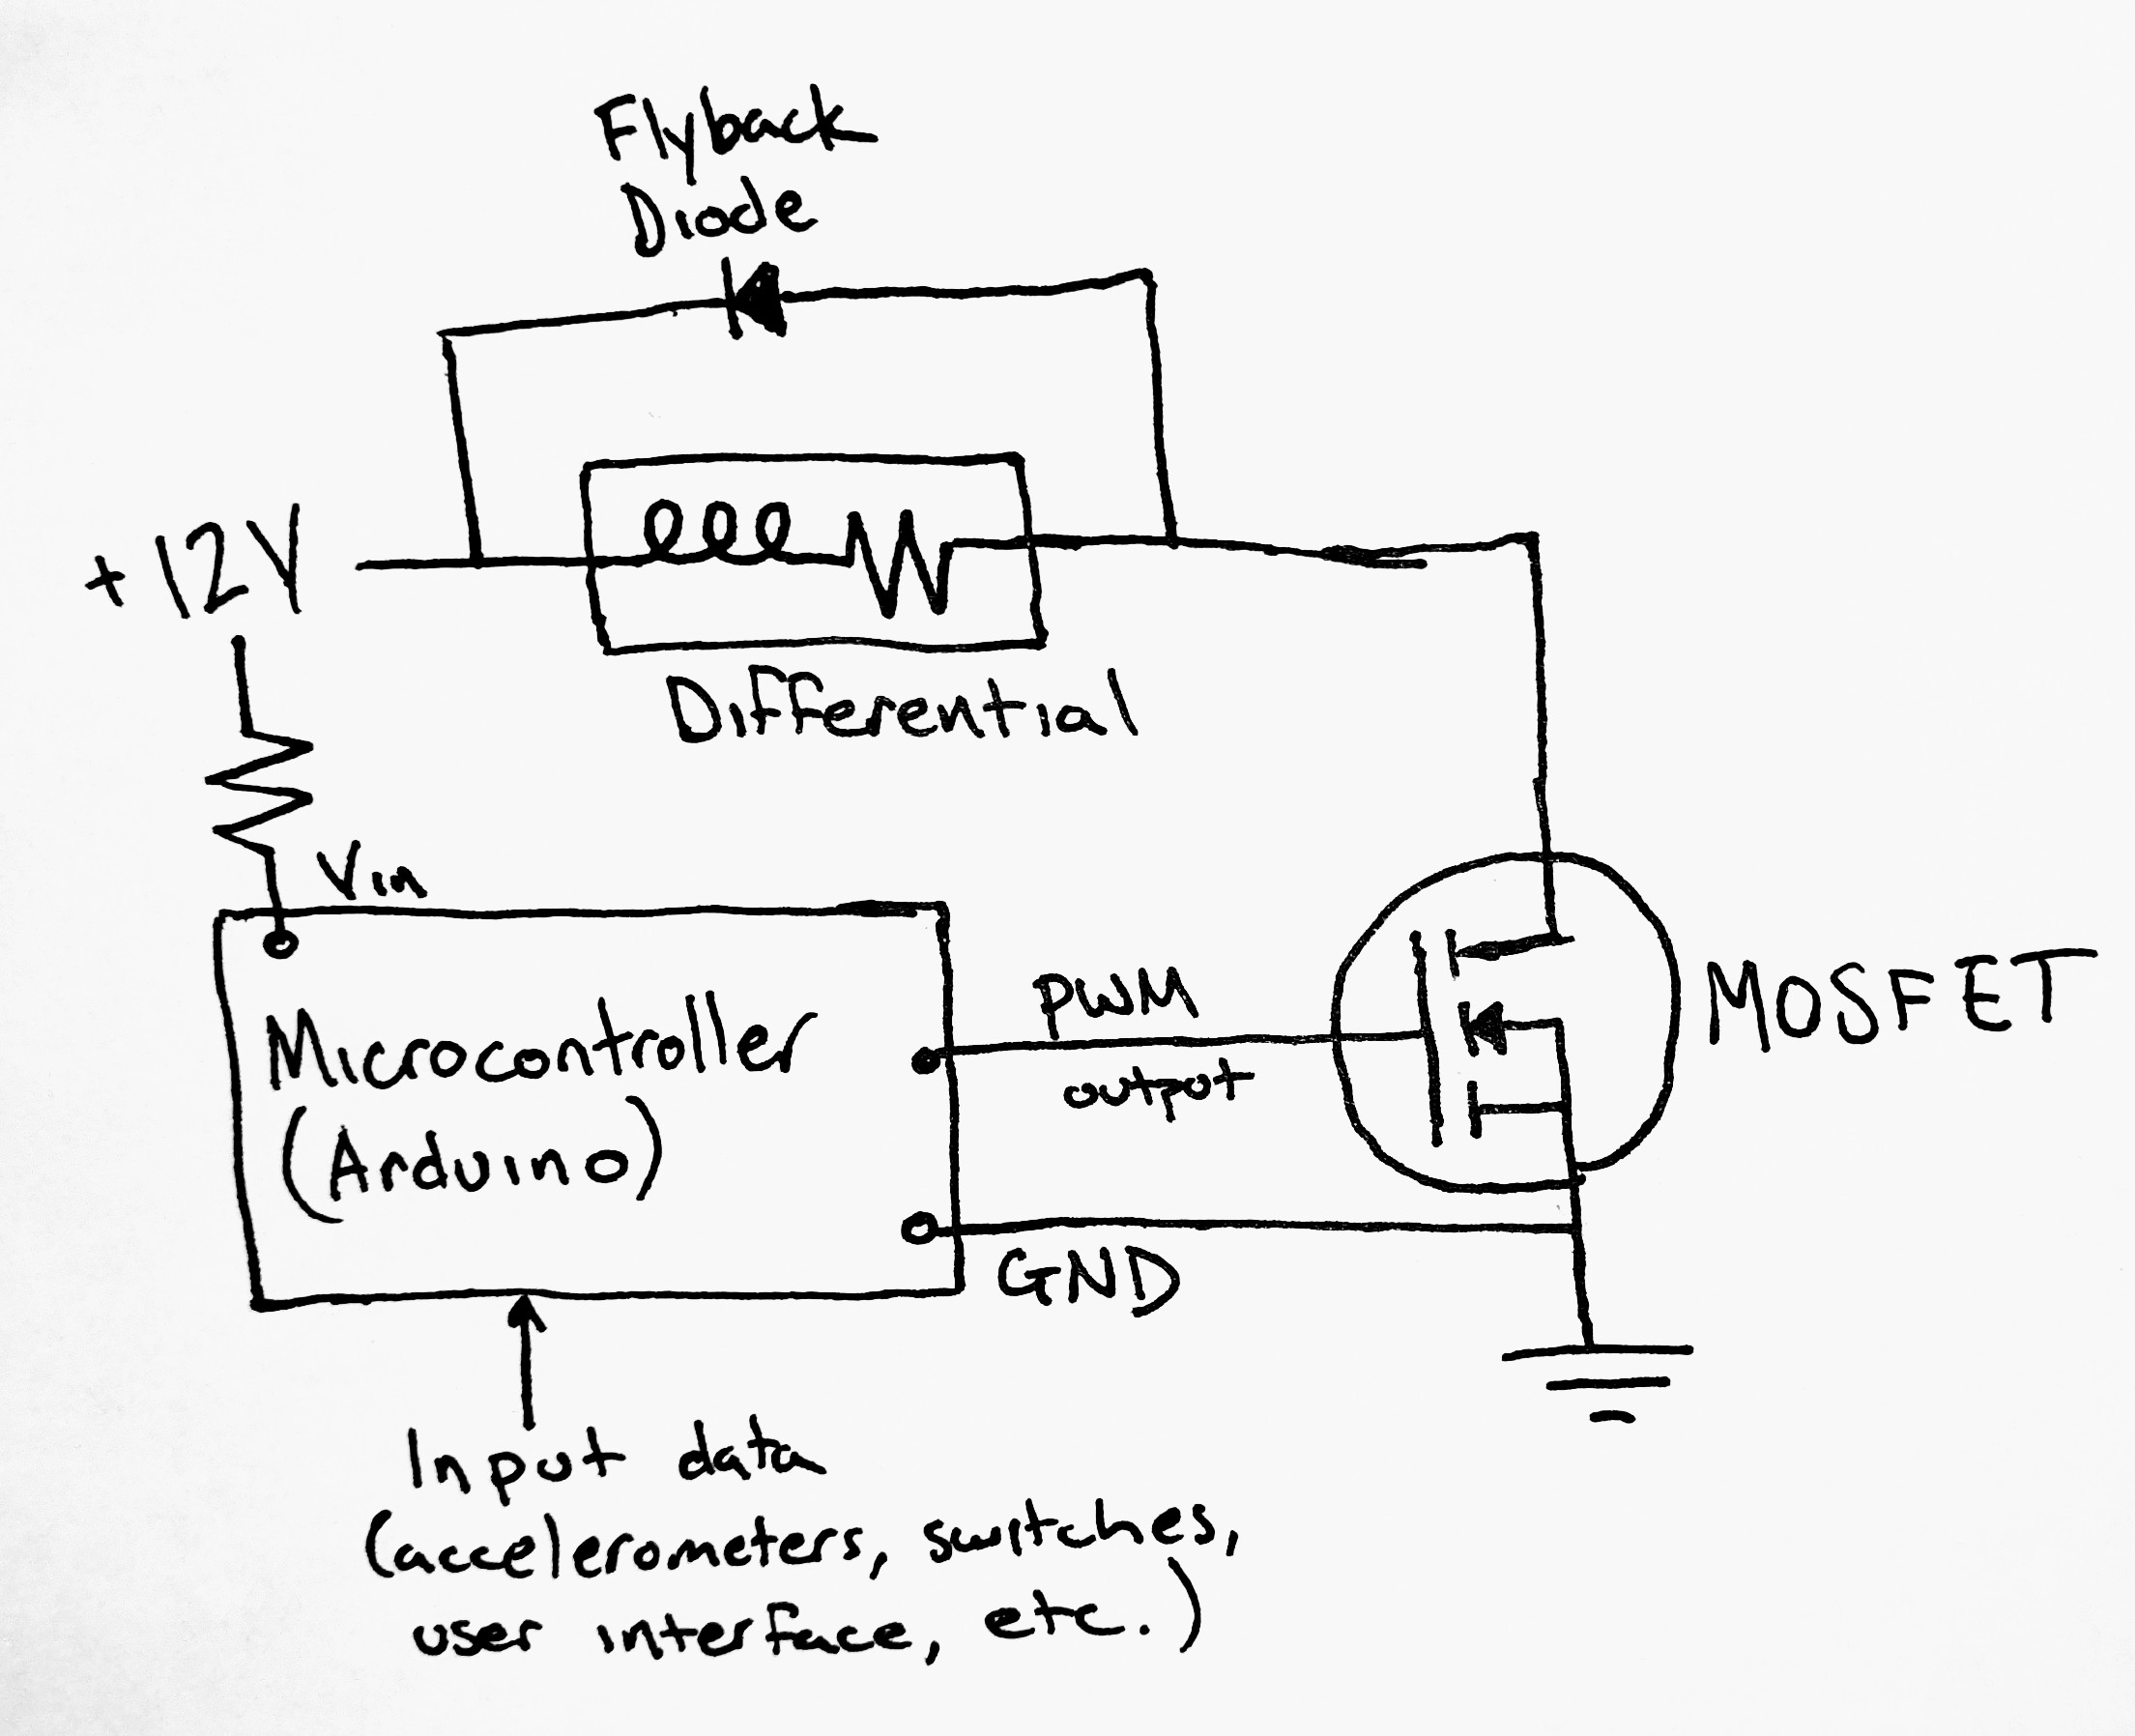 Flyback
Diode
+12V
Differential
Vin
Microcontroller
(Arduino)
PWM
output
MOSFET
GND
Input data
(accelerometers, switches,
user interface, etc.)